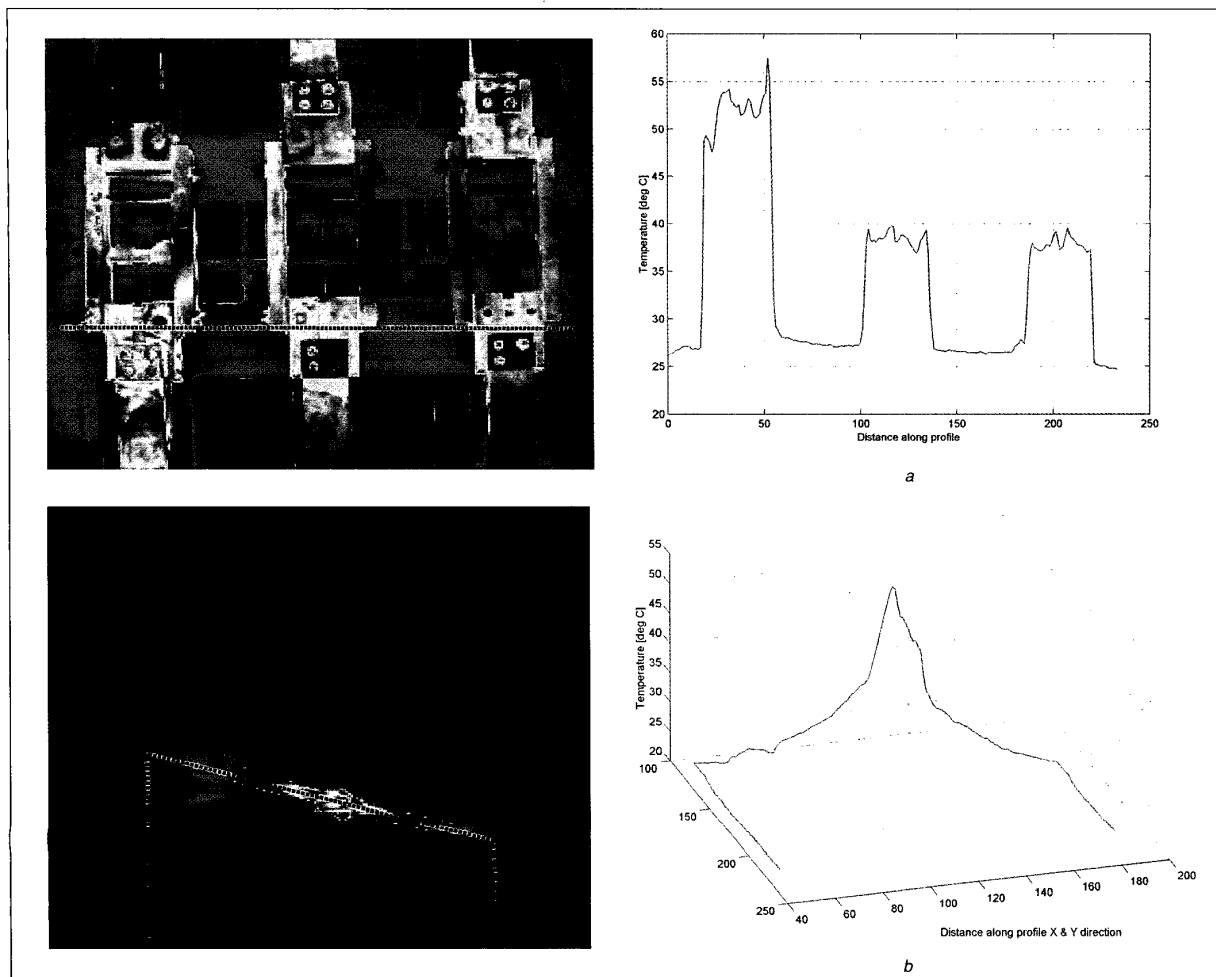 60
55
50
45
40
35
30
25
20
Temperature [deg C]
0 50 100 150 200 250
Distance along profile
a
55
50
45
40
35
30
25
20
Temperature [deg C]
100
150
200
250
40 60 80 100 120 140 160 180 200
Distance along profile X & Y direction
b